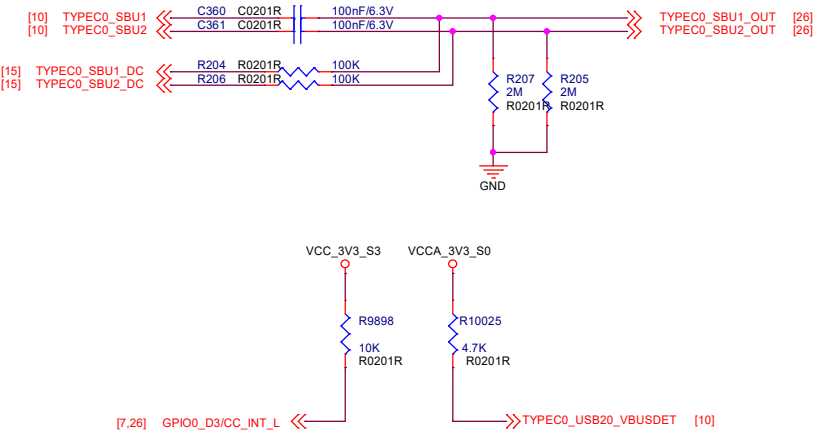 [10] TYPEC0_SBU1 C360 C0201R 100nF/6.3V TYPEC0_SBU1_OUT [26]
[10] TYPEC0_SBU2 C361 C0201R 100nF/6.3V TYPEC0_SBU2_OUT [26]
[15] TYPEC0_SBU1_DC R204 R0201R 100K
[15] TYPEC0_SBU2_DC R206 R0201R 100K
R207 R205
2M 2M
R0201R R0201R
GND
VCC_3V3_S3 VCCA_3V3_S0
R9898 R10025
10K 4.7K
R0201R R0201R
[7,26] GPIO0_D3/CC_INT_L TYPEC0_USB20_VBUSDET [10]